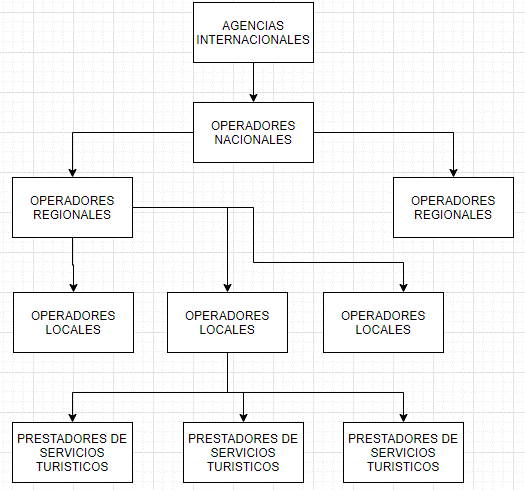 AGENCIAS
INTERNACIONALES
OPERADORES
NACIONALES
OPERADORES
REGIONALES
OPERADORES
REGIONALES
OPERADORES
LOCALES
OPERADORES
LOCALES
OPERADORES
LOCALES
PRESTADORES DE
SERVICIOS
TURISTICOS
PRESTADORES DE
SERVICIOS
TURISTICOS
PRESTADORES DE
SERVICIOS
TURISTICOS